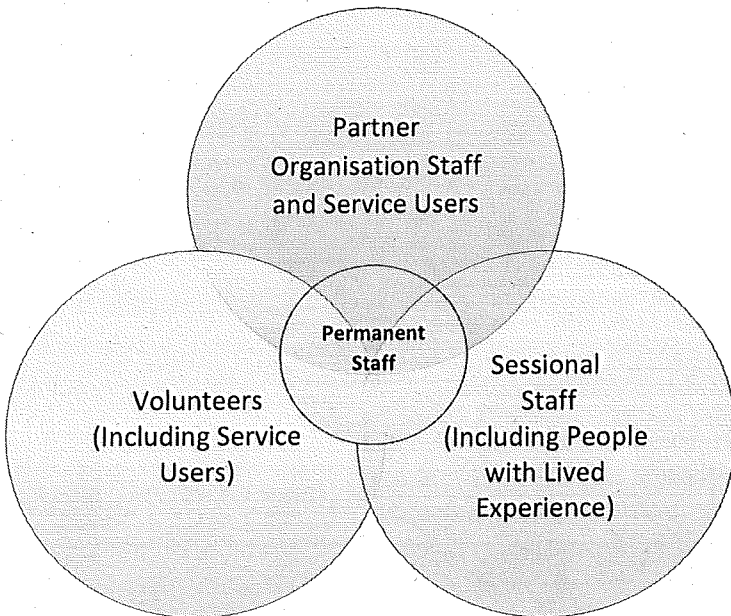 Partner
Organisation Staff
and Service Users
Permanent
Staff
Volunteers
(Including Service
Users)
Sessional
Staff
(Including People
with Lived
Experience)